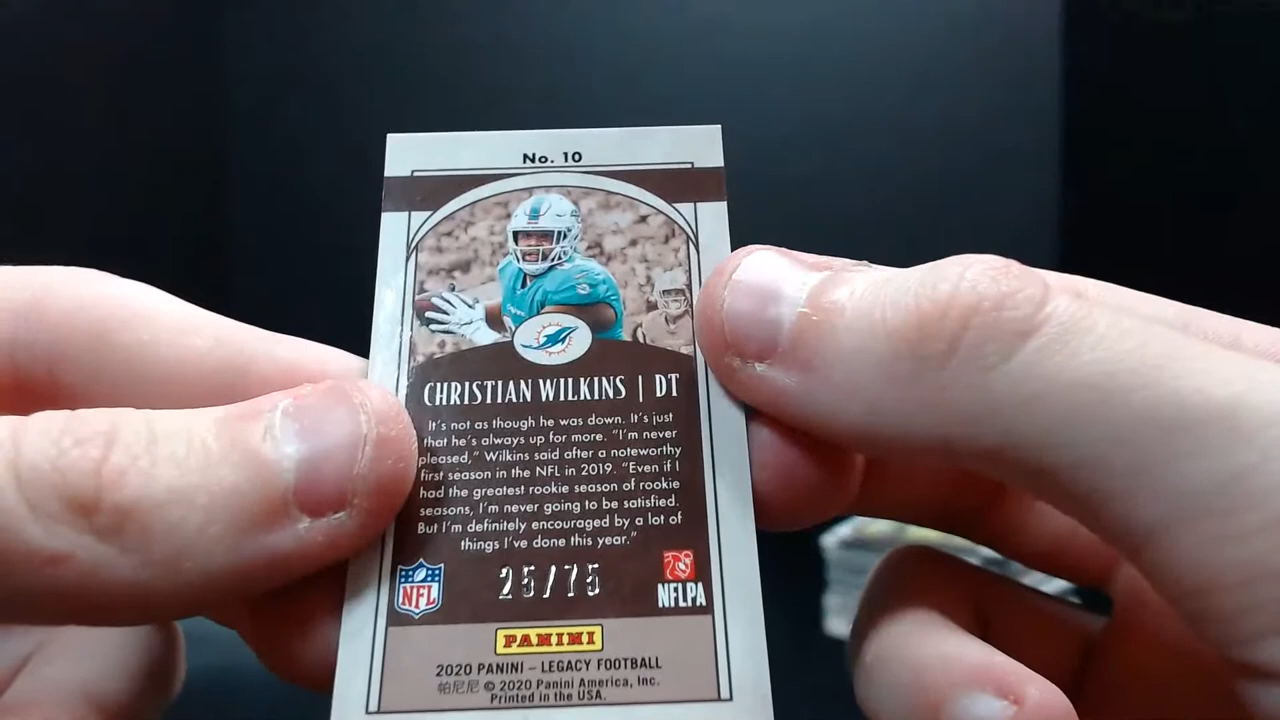 No. 10
CHRISTIAN WILKINS | DT
It's not as though he was down. It's just
that he's always up for more. "I'm never
pleased," Wilkins said after a noteworthy
first season in the NFL in 2019. "Even if I
had the greatest rookie season of rookie
seasons, I'm never going to be satisfied.
But I'm definitely encouraged by a lot of
things I've done this year."
NFL
25/75
NFLPA
PANINI
2020 PANINI – LEGACY FOOTBALL
帕尼尼 © 2020 Panini America, Inc.
Printed in the USA.